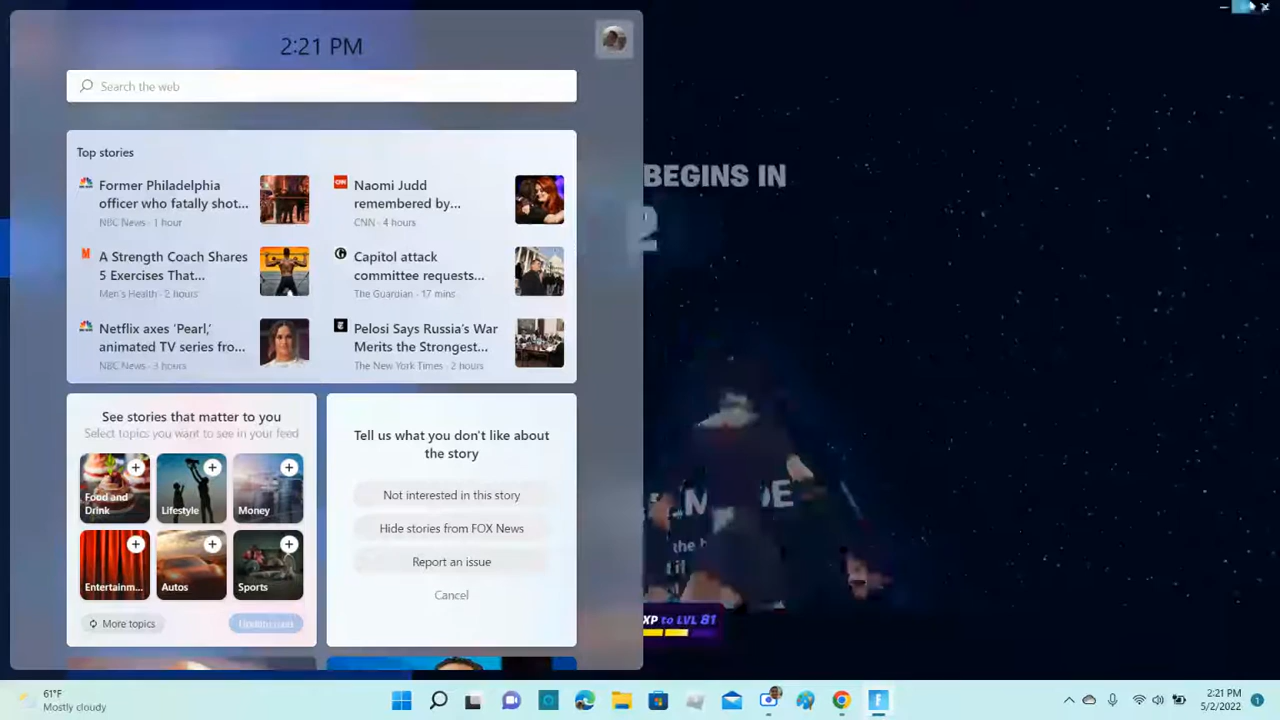 2:21 PM
Search the web
Top stories
Former Philadelphia
officer who fatally shot...
NBC News · 1 hour
CNN
Naomi Judd
remembered by...
CNN · 4 hours
M
A Strength Coach Shares
5 Exercises That...
Men's Health · 2 hours
Capitol attack
committee requests...
The Guardian · 17 mins
Netflix axes 'Pearl,'
animated TV series fro...
NBC News · 3 hours
Pelosi Says Russia's War
Merits the Strongest...
The New York Times · 2 hours
See stories that matter to you
Select topics you want to see in your feed
Food and
Drink
Lifestyle
Money
Entertainm...
Autos
Sports
More topics
Tell us what you don't like about
the story
Not interested in this story
Hide stories from FOX News
Report an issue
Cancel
BEGINS IN
2
the
XP to LVL 81
61°F
Mostly cloudy
F
2:21 PM
5/2/2022
1